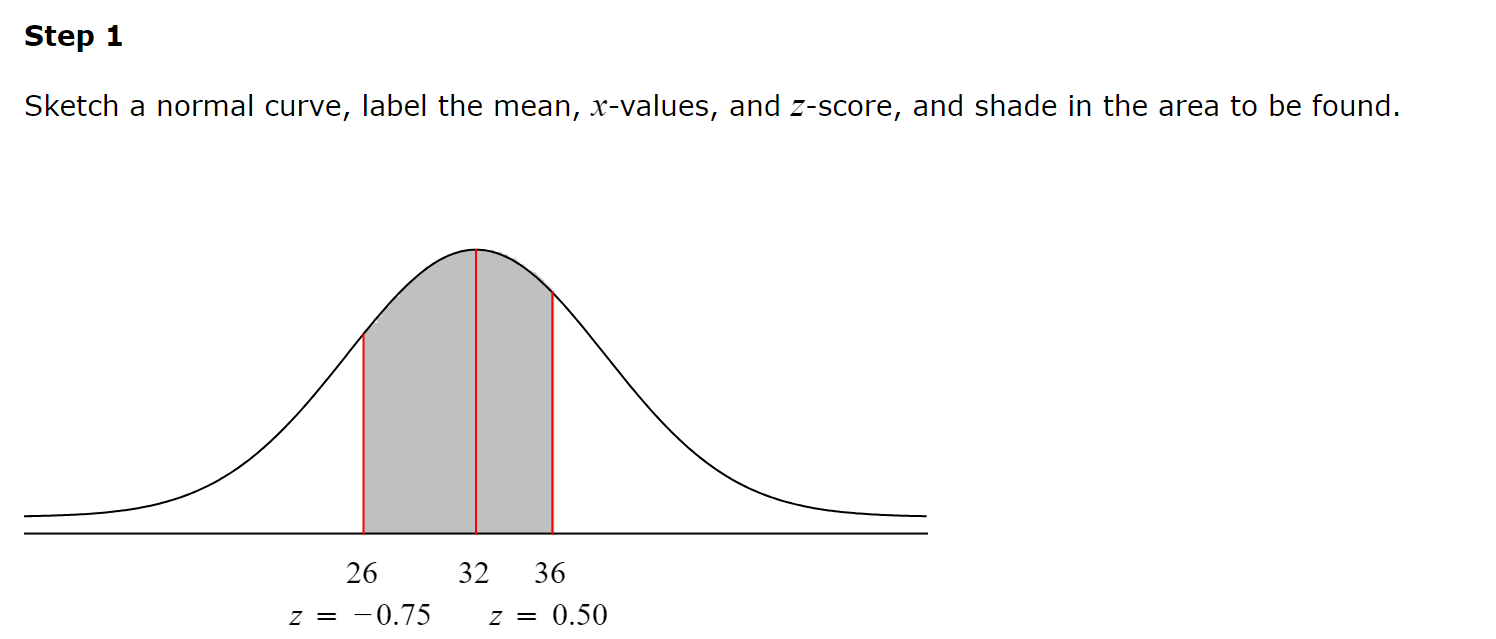 Step 1
Sketch a normal curve, label the mean, x-values, and z-score, and shade in the area to be found.
26 32 36
z = −0.75 z = 0.50